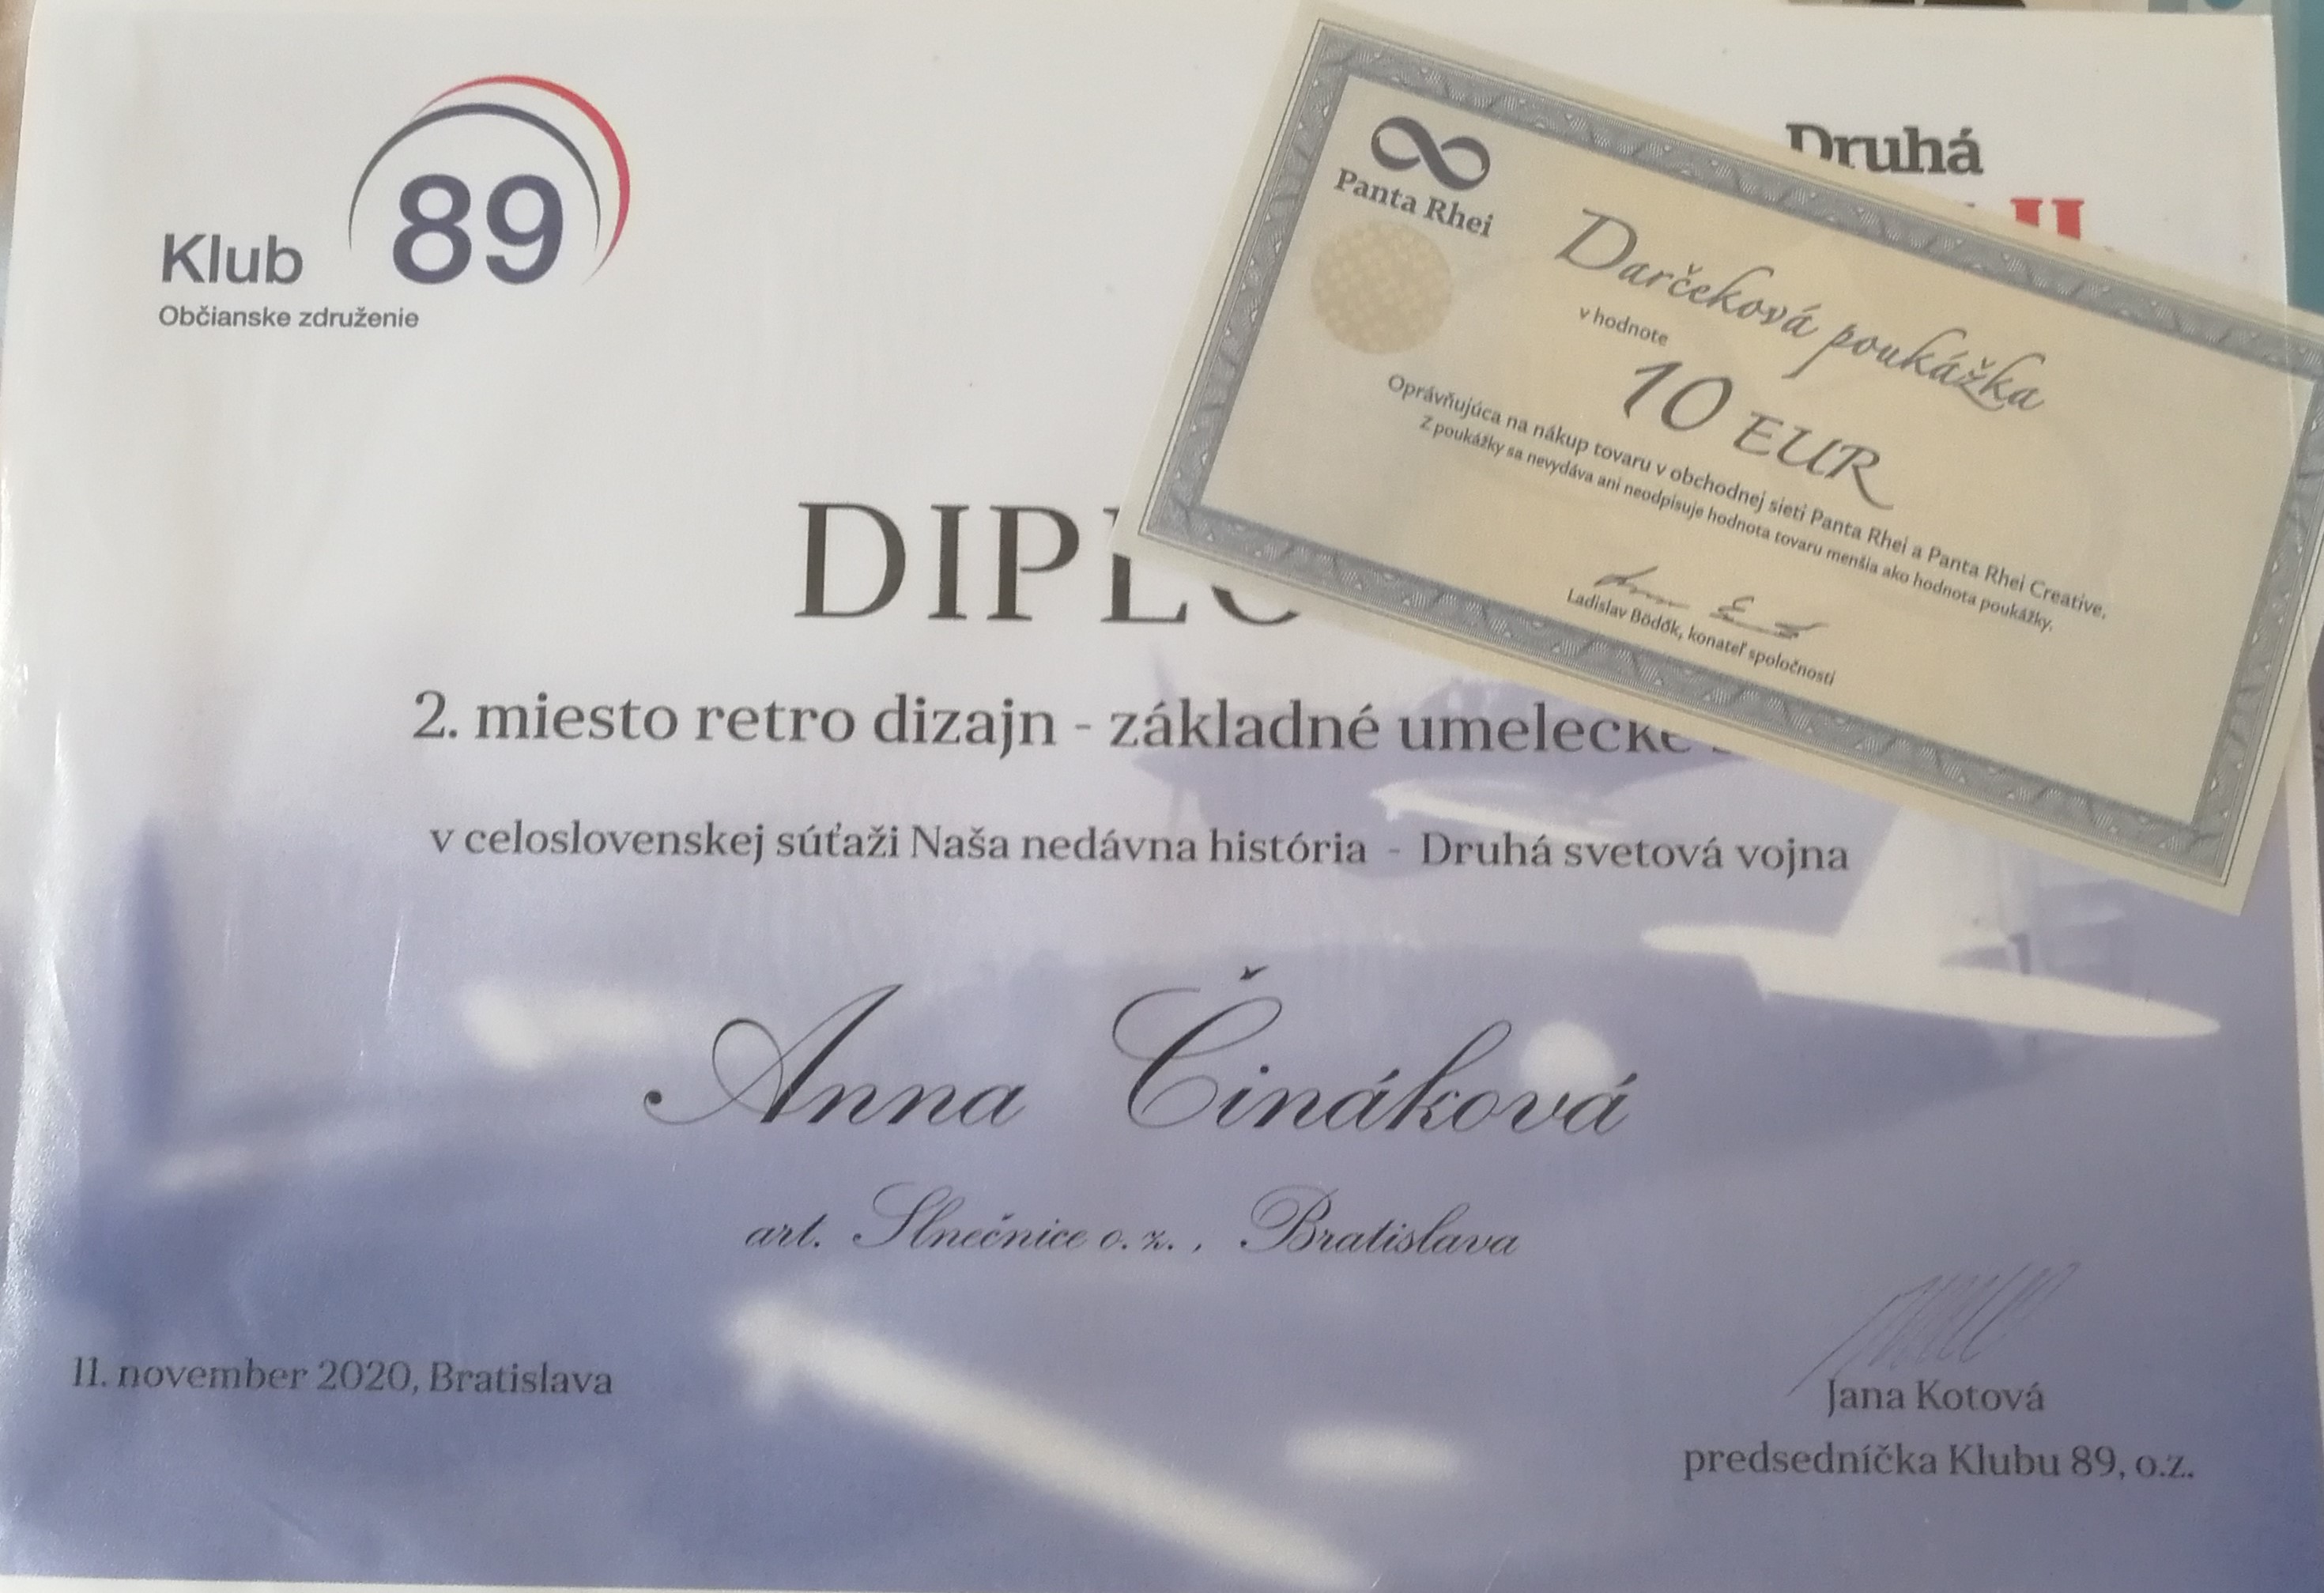 Klub 89
Občianske združenie
Druhá
Panta Rhei
Darčeková poukážka
v hodnote
10 EUR
Oprávňujúca na nákup tovaru v obchodnej sieti Panta Rhei a Panta Rhei Creative.
Z poukážky sa nevydáva ani neodpisuje hodnota tovaru menšia ako hodnota poukážky.
Ladislav Bödők, konateľ spoločnosti
2. miesto retro dizajn - základné umelecké
v celoslovenskej súťaži Naša nedávna história - Druhá svetová vojna
Anna Čináková
art. Slnečnice o.z., Bratislava
11. november 2020, Bratislava
Jana Kotová
predsedníčka Klubu 89, o.z.